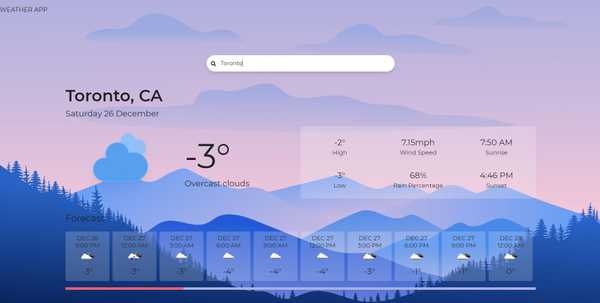 WEATHER APP
Toronto
Toronto, CA
Saturday 26 December
-3°
Overcast clouds
-2°
High
7.15mph
Wind Speed
7:50 AM
Sunrise
-3°
Low
68%
Rain Percentage
4:46 PM
Sunset
Forecast
DEC 26 DEC 27 DEC 27 DEC 27 DEC 27 DEC 27 DEC 27 DEC 27 DEC 27 DEC 28
9:00 PM 12:00 AM 3:00 AM 6:00 AM 9:00 AM 12:00 PM 3:00 PM 6:00 PM 9:00 PM 12:00 AM
-3° -3° -3° -4° -4° -4° -3° -1° -1° 0°